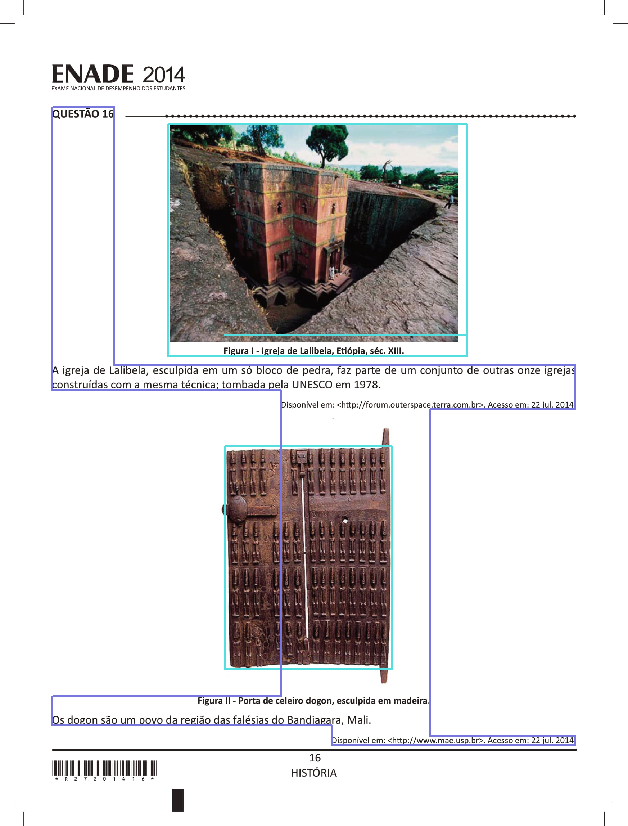 ENADE 2014
EXAME NACIONAL DE DESEMPENHO DOS ESTUDANTES
QUESTÃO 16
Figura I - Igreja de Lalibela, Etiópia, séc. XIII.
A igreja de Lalibela, esculpida em um só bloco de pedra, faz parte de um conjunto de outras onze igrejas
construídas com a mesma técnica; tombada pela UNESCO em 1978.
Disponível em: <http://forum.outerspace.terra.com.br>. Acesso em: 22 jul. 2014.
Figura II - Porta de celeiro dogon, esculpida em madeira.
Os dogon são um povo da região das falésias do Bandiagara, Mali.
Disponível em: <http://www.mae.usp.br>. Acesso em: 22 jul. 2014.
16
HISTÓRIA
*R27201416*